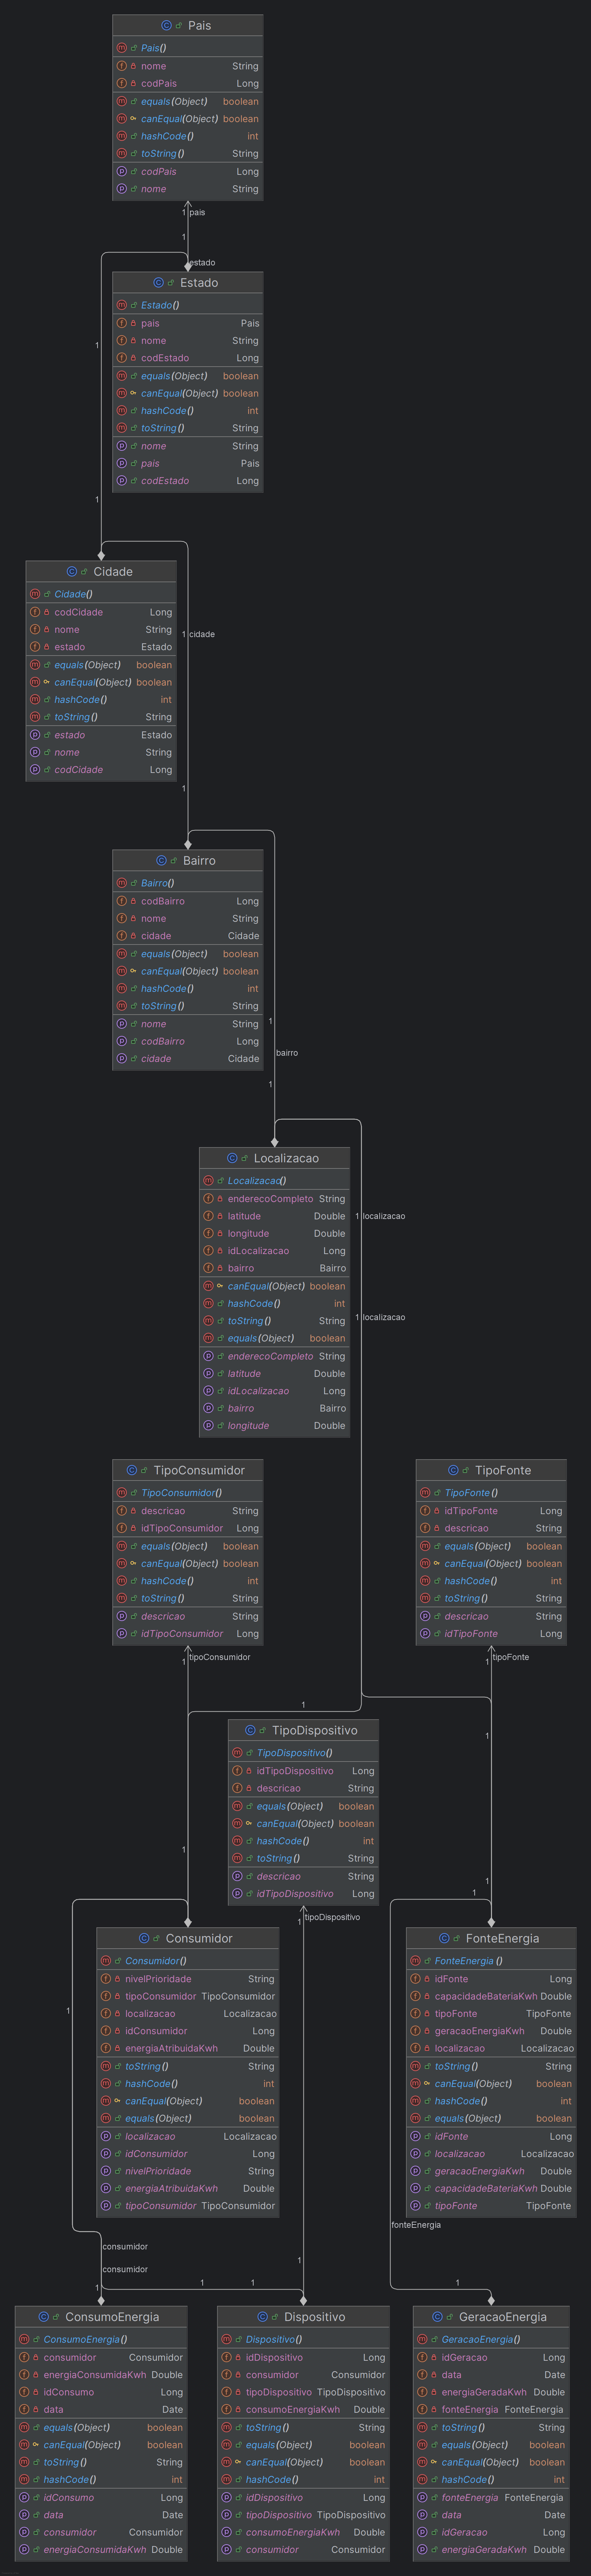 Pais
Pais()
nome String
codPais Long
equals(Object) boolean
canEqual(Object) boolean
hashCode() int
toString() String
codPais Long
nome String
1 pais
1
estado
Estado
Estado()
pais Pais
nome String
codEstado Long
equals(Object) boolean
canEqual(Object) boolean
hashCode() int
toString() String
nome String
pais Pais
codEstado Long
1
1
Cidade
Cidade()
codCidade Long
nome String
estado Estado
equals(Object) boolean
canEqual(Object) boolean
hashCode() int
toString() String
estado Estado
nome String
codCidade Long
1 cidade
1
Bairro
Bairro()
codBairro Long
nome String
cidade Cidade
equals(Object) boolean
canEqual(Object) boolean
hashCode() int
toString() String
nome String
codBairro Long
cidade Cidade
1
bairro
1
Localizacao
Localizacao()
enderecoCompleto String
latitude Double
longitude Double
idLocalizacao Long
bairro Bairro
canEqual(Object) boolean
hashCode() int
toString() String
equals(Object) boolean
enderecoCompleto String
latitude Double
idLocalizacao Long
bairro Bairro
longitude Double
1 localizacao
1 localizacao
TipoConsumidor
TipoConsumidor()
descricao String
idTipoConsumidor Long
equals(Object) boolean
canEqual(Object) boolean
hashCode() int
toString() String
descricao String
idTipoConsumidor Long
TipoFonte
TipoFonte()
idTipoFonte Long
descricao String
equals(Object) boolean
canEqual(Object) boolean
hashCode() int
toString() String
descricao String
idTipoFonte Long
1 tipoConsumidor
1 tipoFonte
1
1
TipoDispositivo
TipoDispositivo()
idTipoDispositivo Long
descricao String
equals(Object) boolean
canEqual(Object) boolean
hashCode() int
toString() String
descricao String
idTipoDispositivo Long
1
1
1
1 tipoDispositivo
Consumidor
Consumidor()
nivelPrioridade String
tipoConsumidor TipoConsumidor
localizacao Localizacao
idConsumidor Long
energiaAtribuidaKwh Double
toString() String
hashCode() int
canEqual(Object) boolean
equals(Object) boolean
localizacao Localizacao
idConsumidor Long
nivelPrioridade String
energiaAtribuidaKwh Double
tipoConsumidor TipoConsumidor
FonteEnergia
FonteEnergia()
idFonte Long
capacidadeBateriaKwh Double
tipoFonte TipoFonte
geracaoEnergiaKwh Double
localizacao Localizacao
toString() String
canEqual(Object) boolean
hashCode() int
equals(Object) boolean
idFonte Long
localizacao Localizacao
geracaoEnergiaKwh Double
capacidadeBateriaKwh Double
tipoFonte TipoFonte
1
fonteEnergia
consumidor
1
consumidor
1
1
1
1
ConsumoEnergia
ConsumoEnergia()
consumidor Consumidor
energiaConsumidaKwh Double
idConsumo Long
data Date
equals(Object) boolean
canEqual(Object) boolean
toString() String
hashCode() int
idConsumo Long
data Date
consumidor Consumidor
energiaConsumidaKwh Double
Dispositivo
Dispositivo()
idDispositivo Long
consumidor Consumidor
tipoDispositivo TipoDispositivo
consumoEnergiaKwh Double
toString() String
equals(Object) boolean
canEqual(Object) boolean
hashCode() int
idDispositivo Long
tipoDispositivo TipoDispositivo
consumoEnergiaKwh Double
consumidor Consumidor
GeracaoEnergia
GeracaoEnergia()
idGeracao Long
data Date
energiaGeradaKwh Double
fonteEnergia FonteEnergia
toString() String
equals(Object) boolean
canEqual(Object) boolean
hashCode() int
fonteEnergia FonteEnergia
data Date
idGeracao Long
energiaGeradaKwh Double